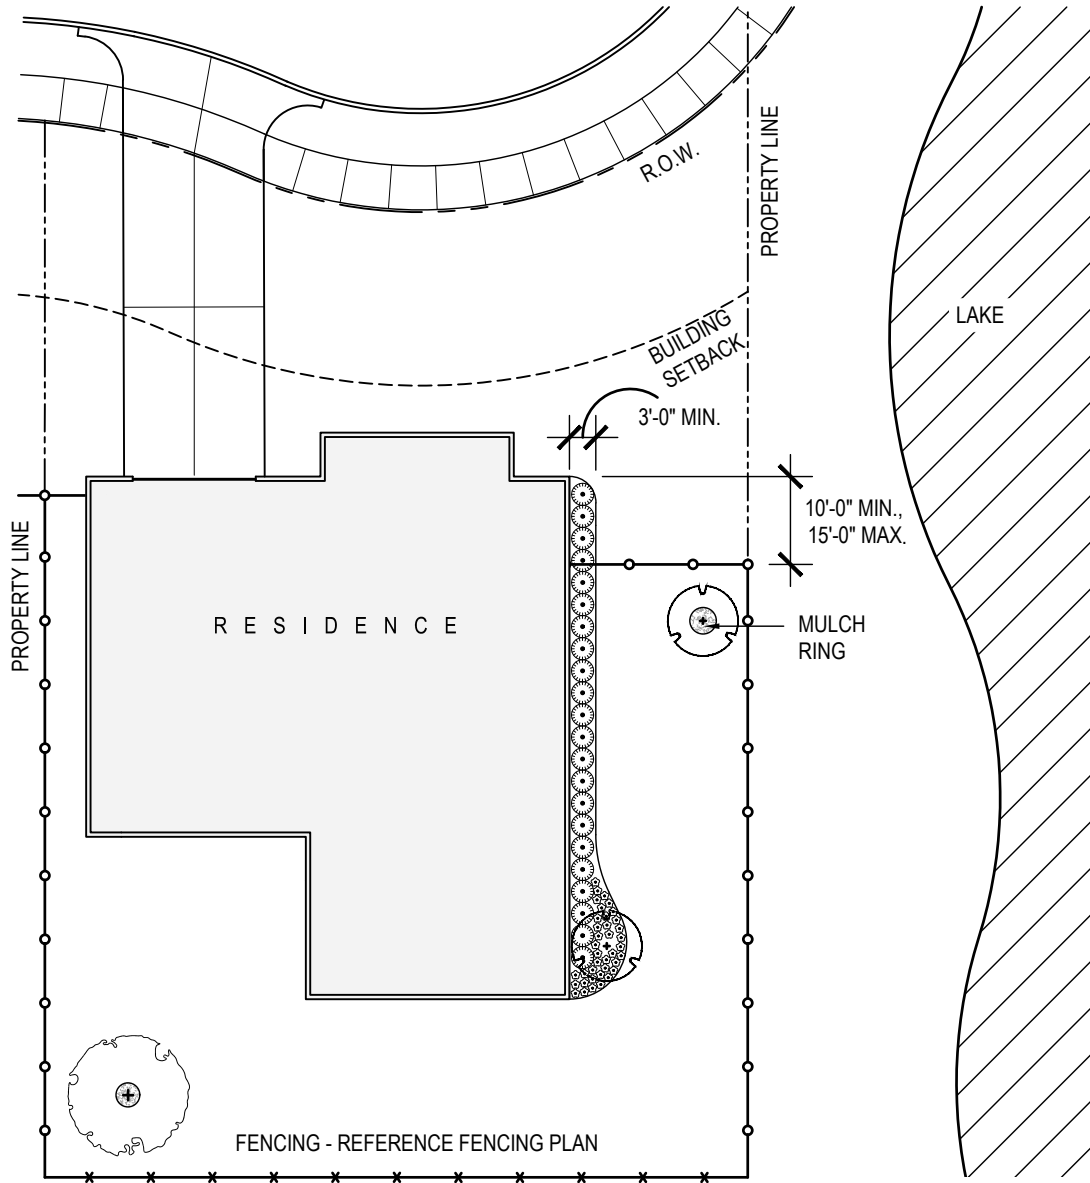 PROPERTY LINE
R.O.W.
LAKE
BUILDING
SETBACK
3'-0" MIN.
10'-0" MIN.,
15'-0" MAX.
PROPERTY LINE
RESIDENCE
MULCH
RING
FENCING - REFERENCE FENCING PLAN